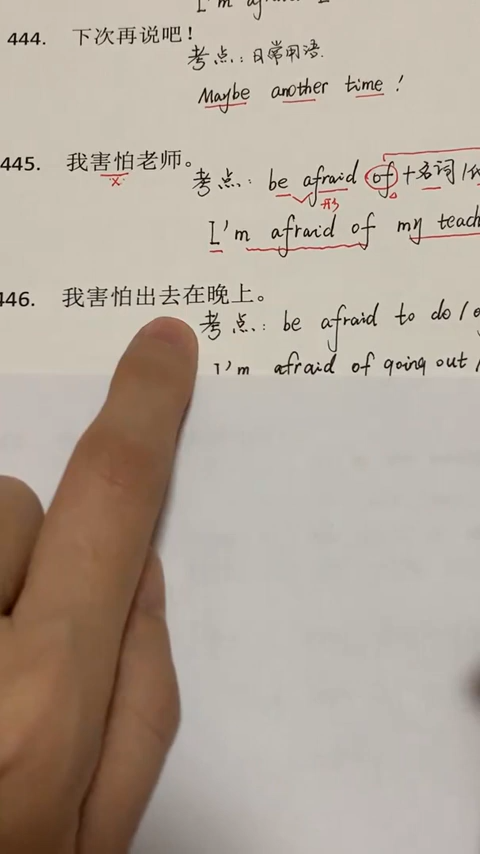 I'm afraid
444. 下次再说吧！
考点：日常用语.
Maybe another time！
445. 我害怕老师。
考点：be afraid of +名词/
形
I'm afraid of my teach
446. 我害怕出去在晚上。
考点：be afraid to do /
I'm afraid of going out